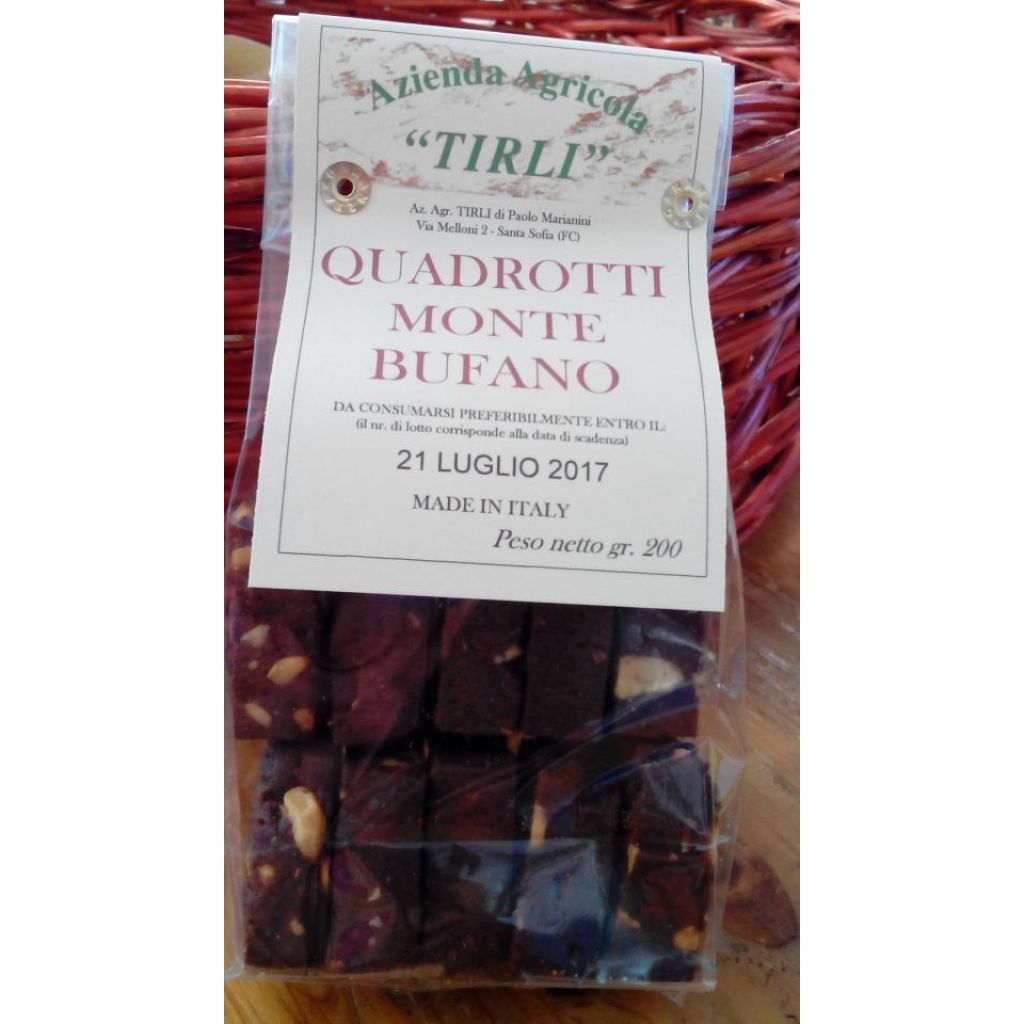 Azienda Agricola
“TIRLI”
Az. Agr. TIRLI di Paolo Marianini
Via Melloni 2 - Santa Sofia (FC)
QUADROTTI
MONTE
BUFANO
DA CONSUMARSI PREFERIBILMENTE ENTRO IL:
(il nr. di lotto corrisponde alla data di scadenza)
21 LUGLIO 2017
MADE IN ITALY
Peso netto gr. 200